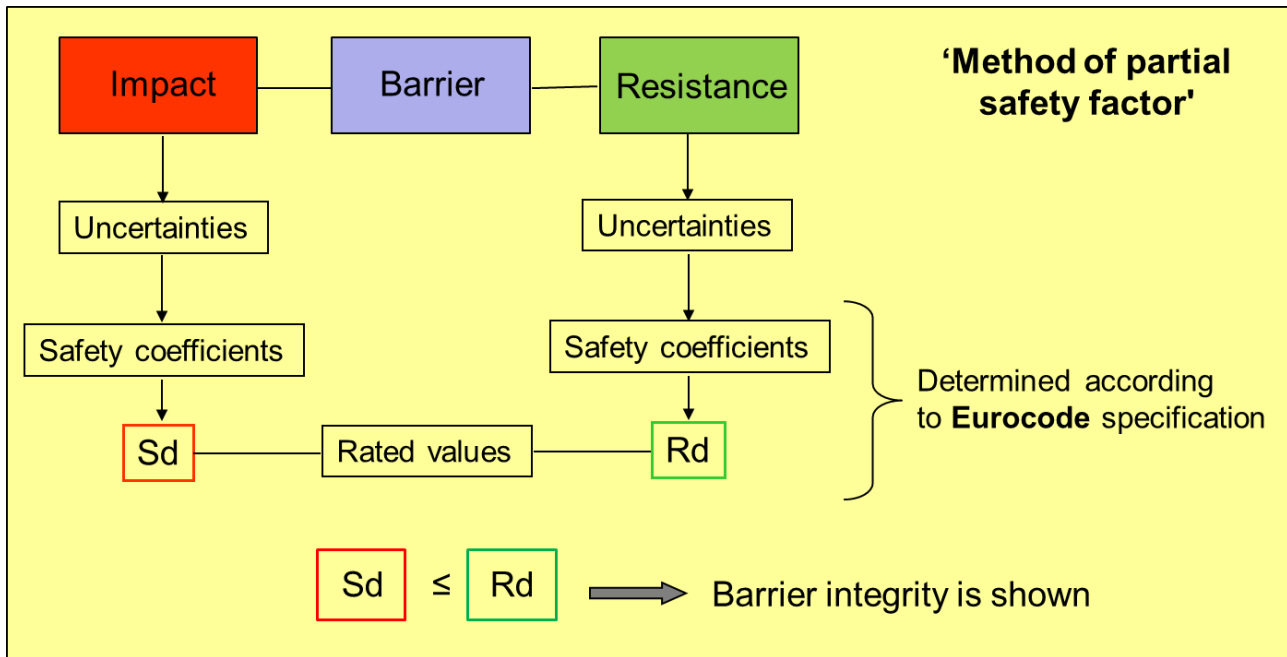 Impact
Barrier
Resistance
‘Method of partial
safety factor'
Uncertainties
Uncertainties
Safety coefficients
Safety coefficients
Determined according
to Eurocode specification
Sd
Rated values
Rd
Sd ≤ Rd
Barrier integrity is shown